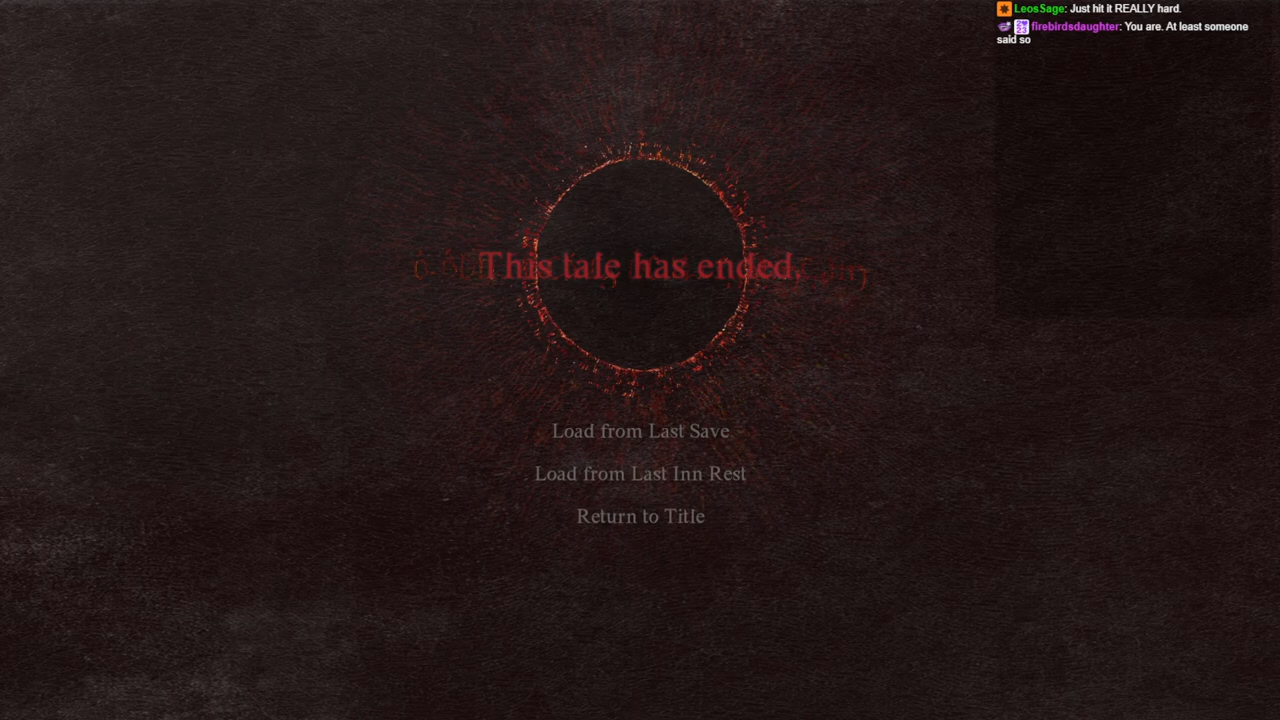 LeosSage: Just hit it REALLY hard.
firebirdsdaughter: You are. At least someone
said so
This tale has ended.
Load from Last Save
Load from Last Inn Rest
Return to Title